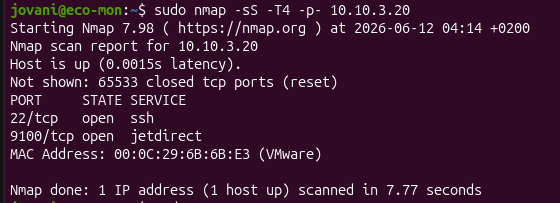 jovani@eco-mon:~$ sudo nmap -sS -T4 -p- 10.10.3.20
Starting Nmap 7.98 ( https://nmap.org ) at 2026-06-12 04:14 +0200
Nmap scan report for 10.10.3.20
Host is up (0.0015s latency).
Not shown: 65533 closed tcp ports (reset)
PORT     STATE SERVICE
22/tcp   open  ssh
9100/tcp open  jetdirect
MAC Address: 00:0C:29:6B:6B:E3 (VMware)
Nmap done: 1 IP address (1 host up) scanned in 7.77 seconds